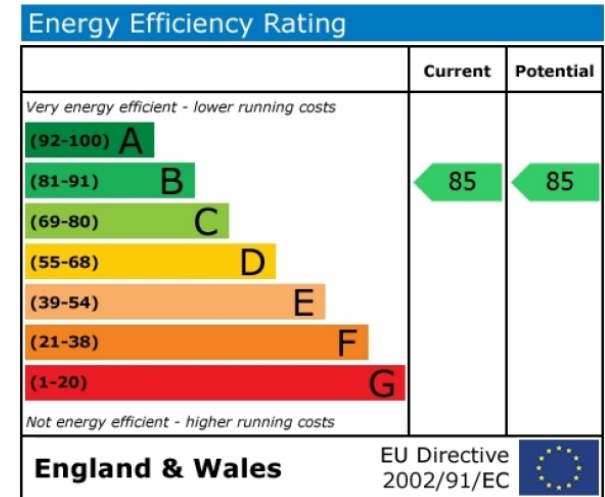 Energy Efficiency Rating
Current Potential
Very energy efficient - lower running costs
(92-100) A
(81-91) B 85 85
(69-80) C
(55-68) D
(39-54) E
(21-38) F
(1-20) G
Not energy efficient - higher running costs
England & Wales
EU Directive
2002/91/EC